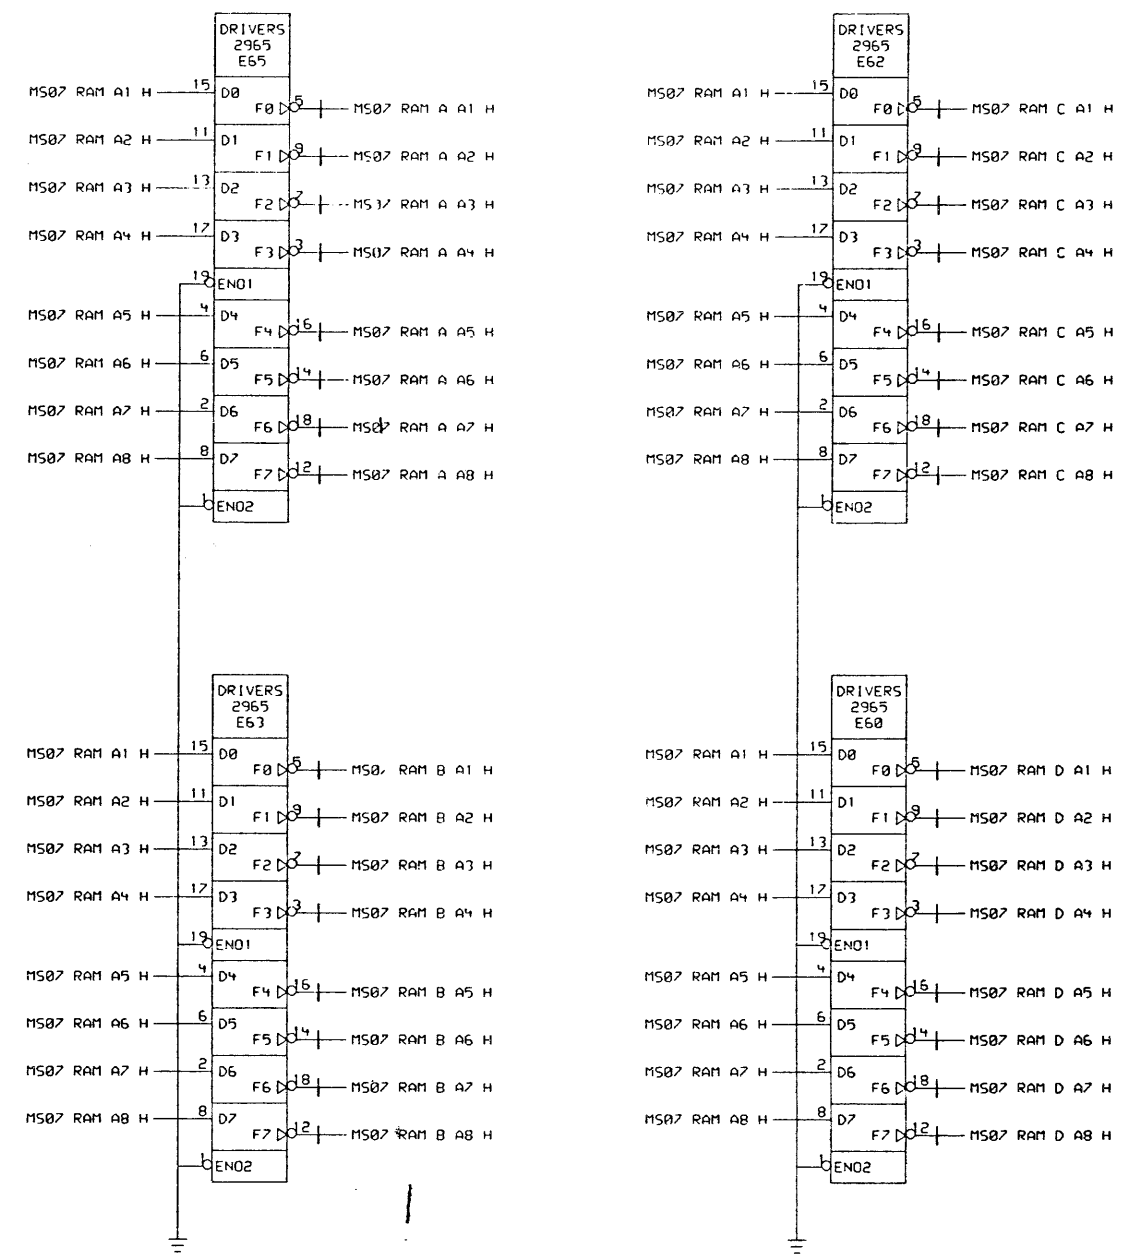 DRIVERS
2965
E65
MS07 RAM A1 H 15 D0
F0 5 MS07 RAM A A1 H
MS07 RAM A2 H 11 D1
F1 9 MS07 RAM A A2 H
MS07 RAM A3 H 13 D2
F2 7 RAM A A3 H
MS07 RAM A4 H 17 D3
F3 3 MS07 RAM A A4 H
19 ENO1
MS07 RAM A5 H 4 D4
F4 16 MS07 RAM A A5 H
MS07 RAM A6 H 6 D5
F5 14 MS07 RAM A A6 H
MS07 RAM A7 H 2 D6
F6 18 MS07 RAM A A7 H
MS07 RAM A8 H 8 D7
F7 12 MS07 RAM A A8 H
1 ENO2
DRIVERS
2965
E62
MS07 RAM A1 H 15 D0
F0 5 MS07 RAM C A1 H
MS07 RAM A2 H 11 D1
F1 9 MS07 RAM C A2 H
MS07 RAM A3 H 13 D2
F2 7 MS07 RAM C A3 H
MS07 RAM A4 H 17 D3
F3 3 MS07 RAM C A4 H
19 ENO1
MS07 RAM A5 H 4 D4
F4 16 MS07 RAM C A5 H
MS07 RAM A6 H 6 D5
F5 14 MS07 RAM C A6 H
MS07 RAM A7 H 2 D6
F6 18 MS07 RAM C A7 H
MS07 RAM A8 H 8 D7
F7 12 MS07 RAM C A8 H
1 ENO2
DRIVERS
2965
E63
MS07 RAM A1 H 15 D0
F0 5 RAM B A1 H
MS07 RAM A2 H 11 D1
F1 9 MS07 RAM B A2 H
MS07 RAM A3 H 13 D2
F2 7 MS07 RAM B A3 H
MS07 RAM A4 H 17 D3
F3 3 MS07 RAM B A4 H
19 ENO1
MS07 RAM A5 H 4 D4
F4 16 MS07 RAM B A5 H
MS07 RAM A6 H 6 D5
F5 14 MS07 RAM B A6 H
MS07 RAM A7 H 2 D6
F6 18 MS07 RAM B A7 H
MS07 RAM A8 H 8 D7
F7 12 MS07 RAM B A8 H
1 ENO2
DRIVERS
2965
E60
MS07 RAM A1 H 15 D0
F0 5 MS07 RAM D A1 H
MS07 RAM A2 H 11 D1
F1 9 MS07 RAM D A2 H
MS07 RAM A3 H 13 D2
F2 7 MS07 RAM D A3 H
MS07 RAM A4 H 17 D3
F3 3 MS07 RAM D A4 H
19 ENO1
MS07 RAM A5 H 4 D4
F4 16 MS07 RAM D A5 H
MS07 RAM A6 H 6 D5
F5 14 MS07 RAM D A6 H
MS07 RAM A7 H 2 D6
F6 18 MS07 RAM D A7 H
MS07 RAM A8 H 8 D7
F7 12 MS07 RAM D A8 H
1 ENO2